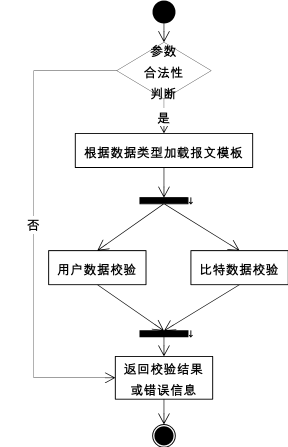 参数
合法性
判断
是
根据数据类型加载报文模板
否
用户数据校验
比特数据校验
返回校验结果
或错误信息